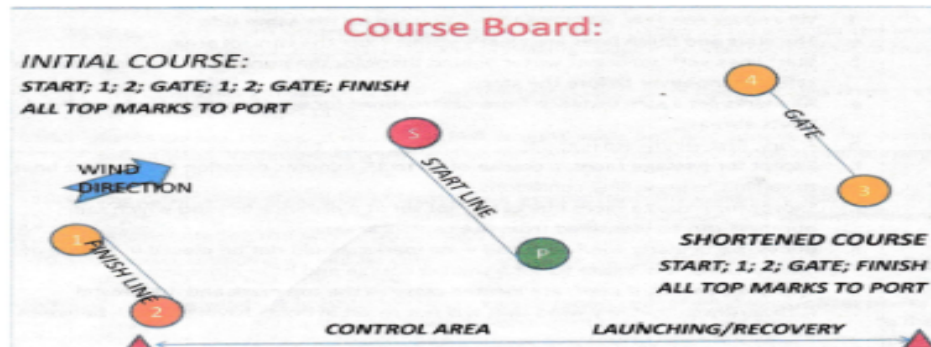 Course Board:
INITIAL COURSE:
START; 1; 2; GATE; 1; 2; GATE; FINISH
ALL TOP MARKS TO PORT
4
GATE
S
START LINE
WIND
DIRECTION
3
1
FINISH LINE
P
SHORTENED COURSE
START; 1; 2; GATE; FINISH
ALL TOP MARKS TO PORT
2
CONTROL AREA
LAUNCHING/RECOVERY